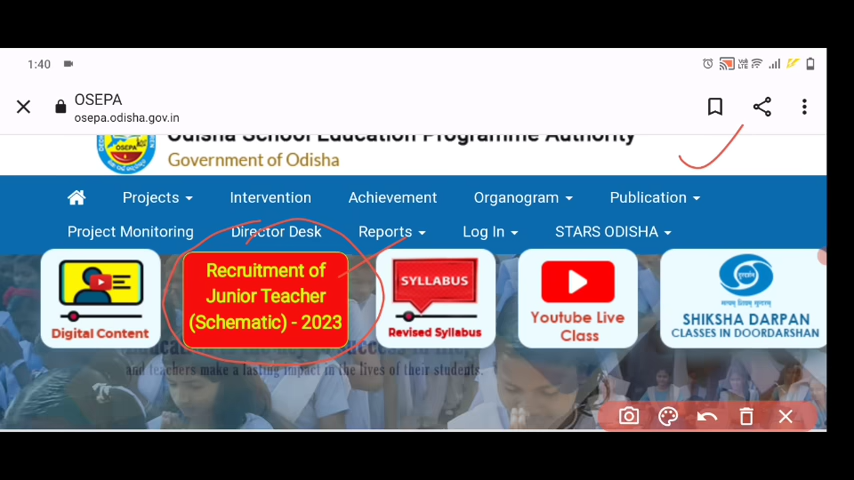 1:40
OSEPA
osepa.odisha.gov.in
Odisha School Education Programme Authority
Government of Odisha
Projects Intervention Achievement Organogram Publication
Project Monitoring Director Desk Reports Log In STARS ODISHA
Digital Content
Recruitment of
Junior Teacher
(Schematic) - 2023
SYLLABUS
Revised Syllabus
Youtube Live
Class
SHIKSHA DARPAN
CLASSES IN DOORDARSHAN
and teachers make a lasting impact in the lives of their students.